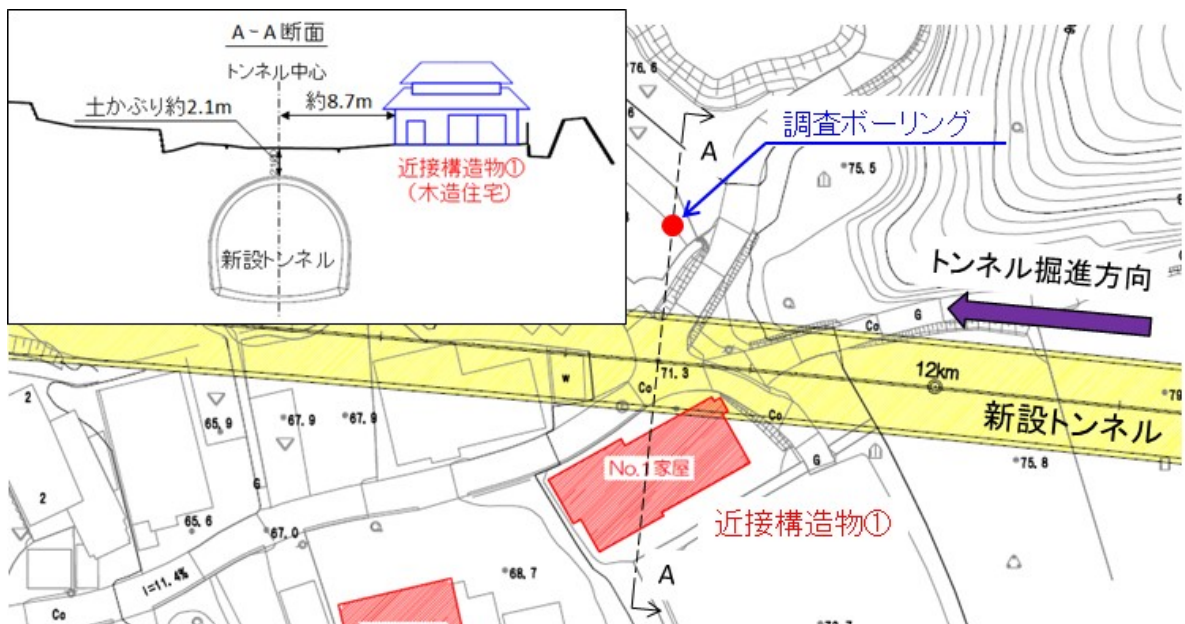 A-A断面
トンネル中心
土かぶり約2.1m
約8.7m
近接構造物①
(木造住宅)
新設トンネル
76.6
A
調査ボーリング
75.5
トンネル掘進方向
Co
G
12km
新設トンネル
71.3
W
Co
Co
G
75.8
No.1家屋
近接構造物①
A
2
65.9
67.9
67.9
G
2
65.6
67.0
68.7
i=11.4%
Co